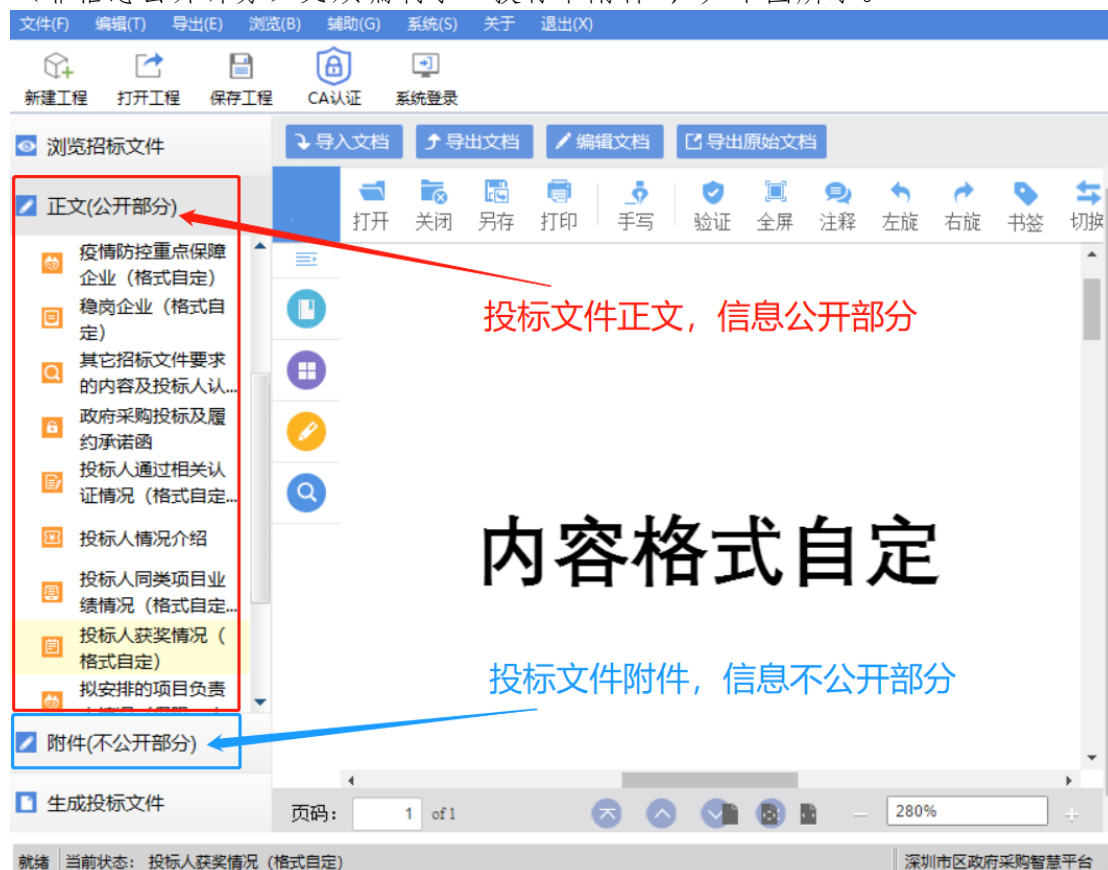 文件(F) 编辑(T) 导出(E) 浏览(B) 辅助(G) 系统(S) 关于 退出(X)
新建工程 打开工程 保存工程 CA认证 系统登录
浏览招标文件
导入文档 导出文档 编辑文档 导出原始文档
正文(公开部分)
打开 关闭 另存 打印 手写 验证 全屏 注释 左旋 右旋 书签 切换
疫情防控重点保障
企业（格式自定）
稳岗企业（格式自
定）
其它招标文件要求
的内容及投标人认...
政府采购投标及履
约承诺函
投标人通过相关认
证情况（格式自定...
投标人情况介绍
投标人同类项目业
绩情况（格式自定...
投标人获奖情况（
格式自定）
拟安排的项目负责
投标文件正文，信息公开部分
内容格式自定
投标文件附件，信息不公开部分
附件(不公开部分)
生成投标文件
页码： 1 of 1 280%
就绪 当前状态： 投标人获奖情况（格式自定） 深圳市区政府采购智慧平台